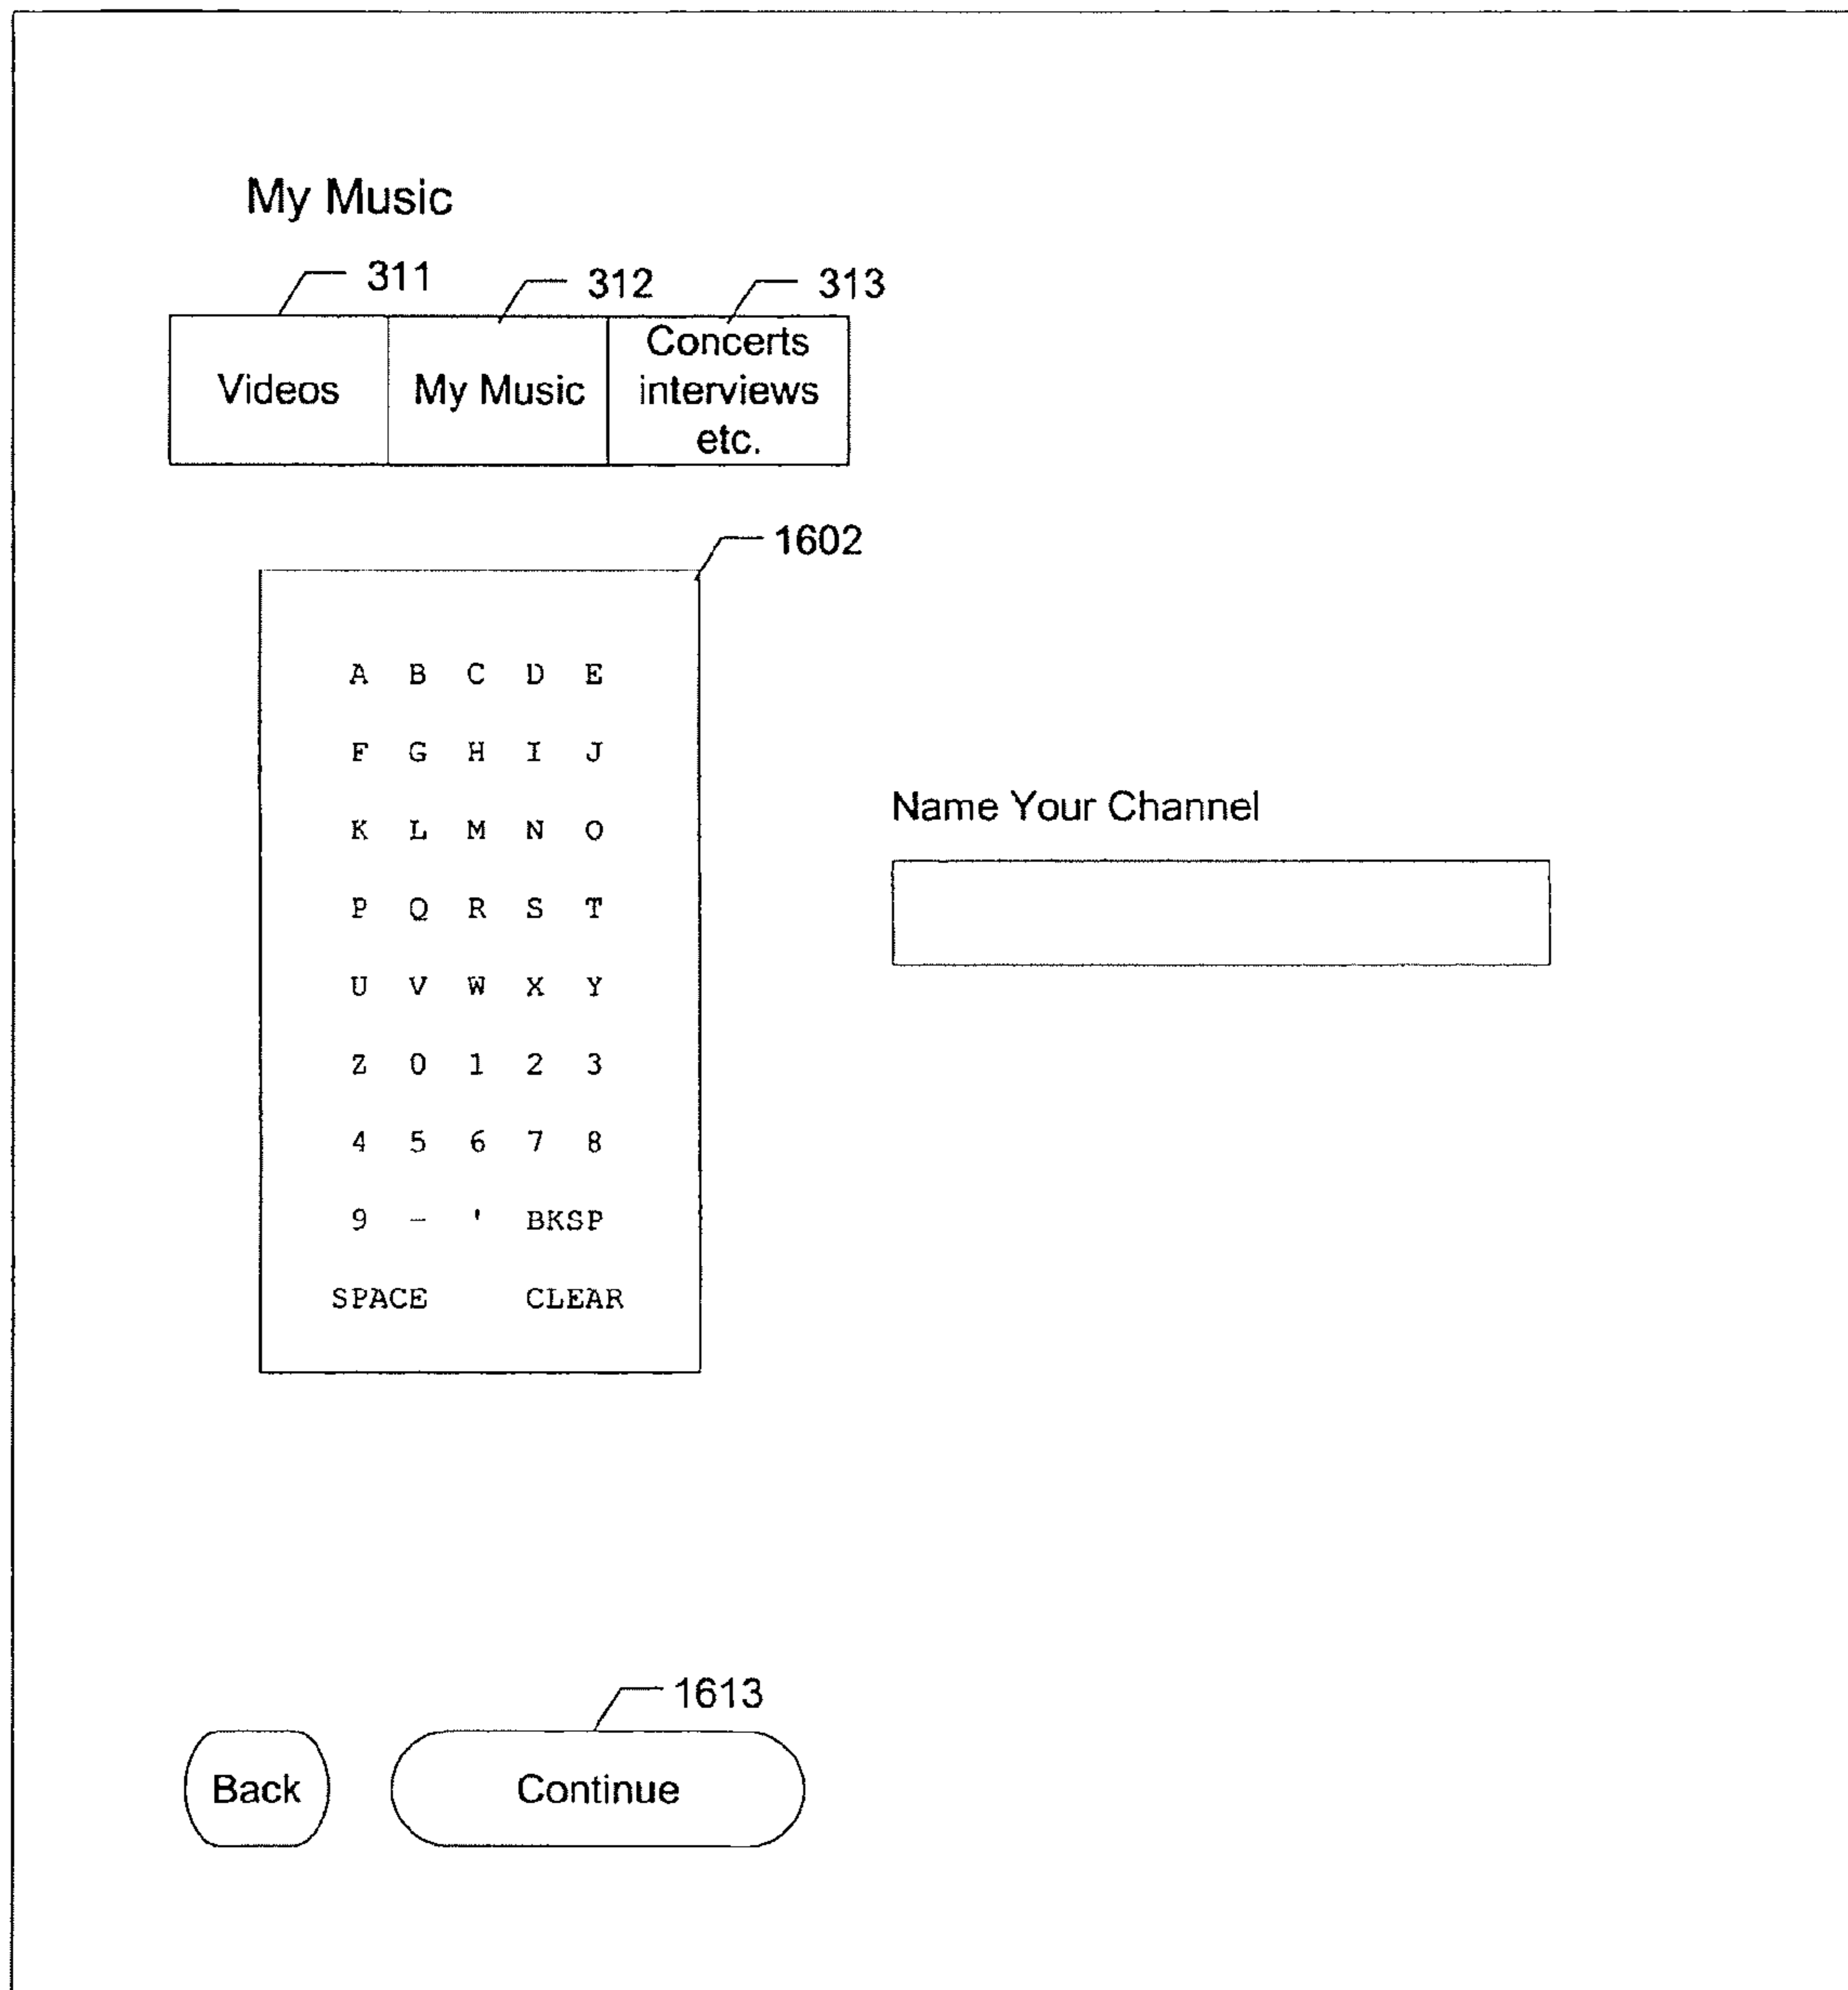 My Music
311 312 313
Videos My Music Concerts interviews etc.
1602
A B C D E
F G H I J
K L M N O
P Q R S T
U V W X Y
Z 0 1 2 3
4 5 6 7 8
9 - ' BKSP
SPACE CLEAR
Name Your Channel
1613
Back Continue